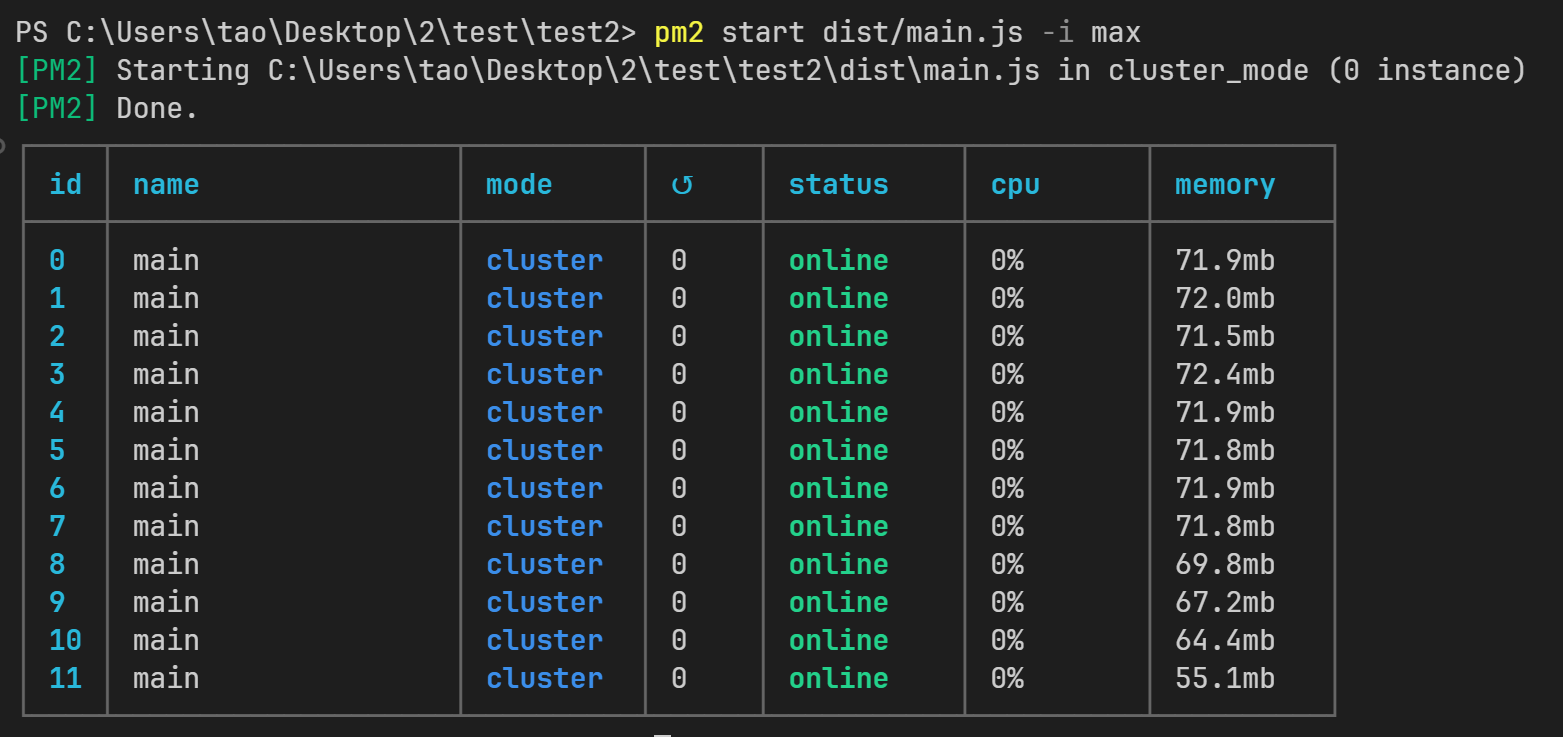 PS C:\Users\tao\Desktop\2\test\test2> pm2 start dist/main.js -i max
[PM2] Starting C:\Users\tao\Desktop\2\test\test2\dist\main.js in cluster_mode (0 instance)
[PM2] Done.
id name mode ↺ status cpu memory
0 main cluster 0 online 0% 71.9mb
1 main cluster 0 online 0% 72.0mb
2 main cluster 0 online 0% 71.5mb
3 main cluster 0 online 0% 72.4mb
4 main cluster 0 online 0% 71.9mb
5 main cluster 0 online 0% 71.8mb
6 main cluster 0 online 0% 71.9mb
7 main cluster 0 online 0% 71.8mb
8 main cluster 0 online 0% 69.8mb
9 main cluster 0 online 0% 67.2mb
10 main cluster 0 online 0% 64.4mb
11 main cluster 0 online 0% 55.1mb